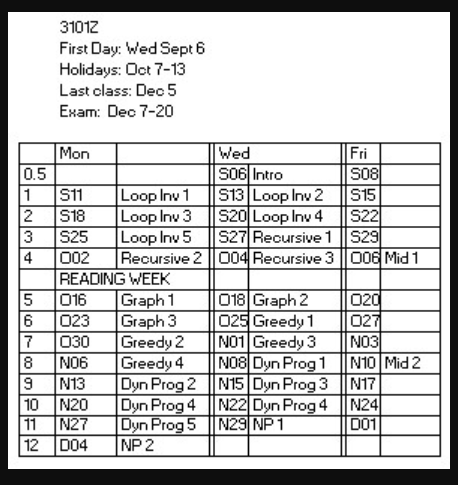 3101Z
First Day: Wed Sept 6
Holidays: Oct 7-13
Last class: Dec 5
Exam: Dec 7-20
Mon Wed Fri
0.5 S06 Intro S08
1 S11 Loop Inv 1 S13 Loop Inv 2 S15
2 S18 Loop Inv 3 S20 Loop Inv 4 S22
3 S25 Loop Inv 5 S27 Recursive 1 S29
4 O02 Recursive 2 O04 Recursive 3 O06 Mid 1
READING WEEK
5 O16 Graph 1 O18 Graph 2 O20
6 O23 Graph 3 O25 Greedy 1 O27
7 O30 Greedy 2 N01 Greedy 3 N03
8 N06 Greedy 4 N08 Dyn Prog 1 N10 Mid 2
9 N13 Dyn Prog 2 N15 Dyn Prog 3 N17
10 N20 Dyn Prog 4 N22 Dyn Prog 4 N24
11 N27 Dyn Prog 5 N29 NP 1 D01
12 D04 NP 2